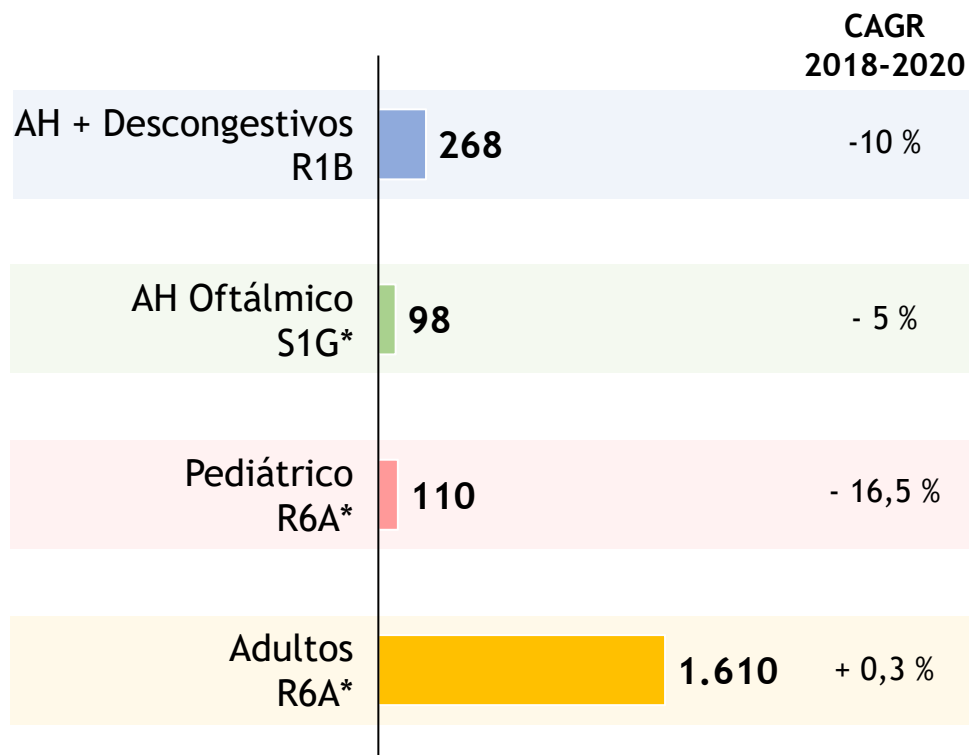 CAGR
2018-2020
AH + Descongestivos
R1B
268
-10 %
AH Oftálmico
S1G*
98
- 5 %
Pediátrico
R6A*
110
- 16,5 %
Adultos
R6A*
1.610
+ 0,3 %